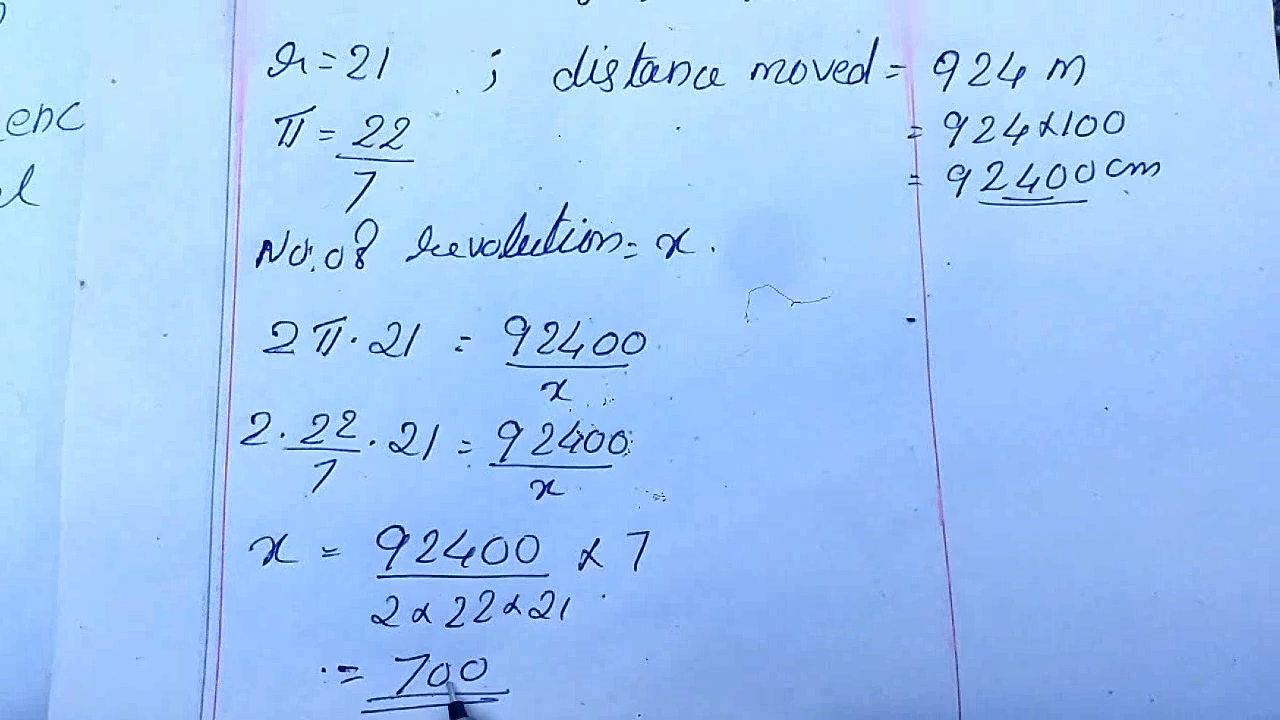 enc
r = 21 ; distance moved = 924 m
π = 22/7
= 924 × 100
= 92400 cm
No. of revolution = x.
2π · 21 = 92400/x
2 · 22/7 · 21 = 92400/x
x = 92400/2×22×21 × 7
= 700